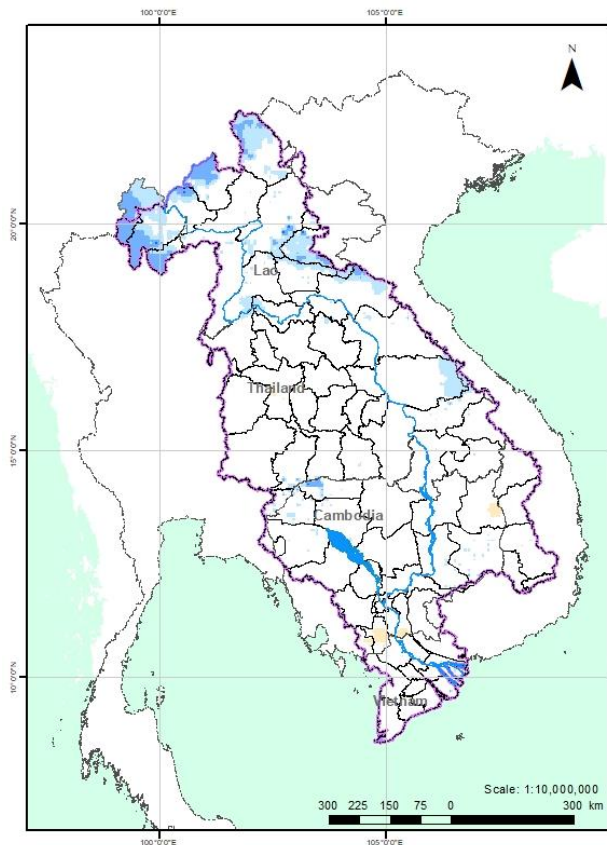 100°0'0"E
105°0'0"E
N
20°0'0"N
Lao
Thailand
15°0'0"N
Cambodia
10°0'0"N
Vietnam
Scale: 1:10,000,000
300 225 150 75 0 300 km
100°0'0"E
105°0'0"E